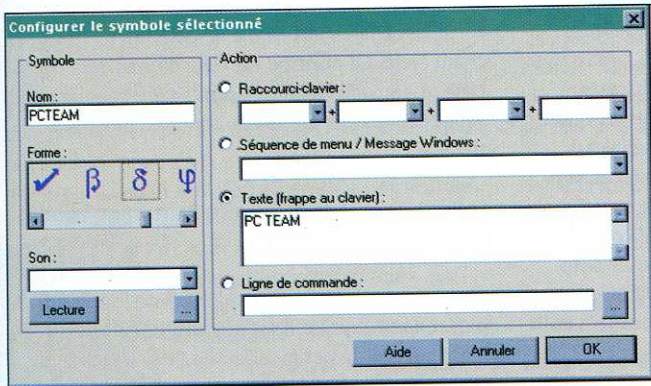 Configurer le symbole sélectionné
Symbole
Nom :
PCTEAM
Forme :
β δ ψ
Son :
Lecture
...
Action
Raccourci-clavier :
+ + +
Séquence de menu / Message Windows :
Texte (frappe au clavier) :
PC TEAM
Ligne de commande :
...
Aide Annuler OK